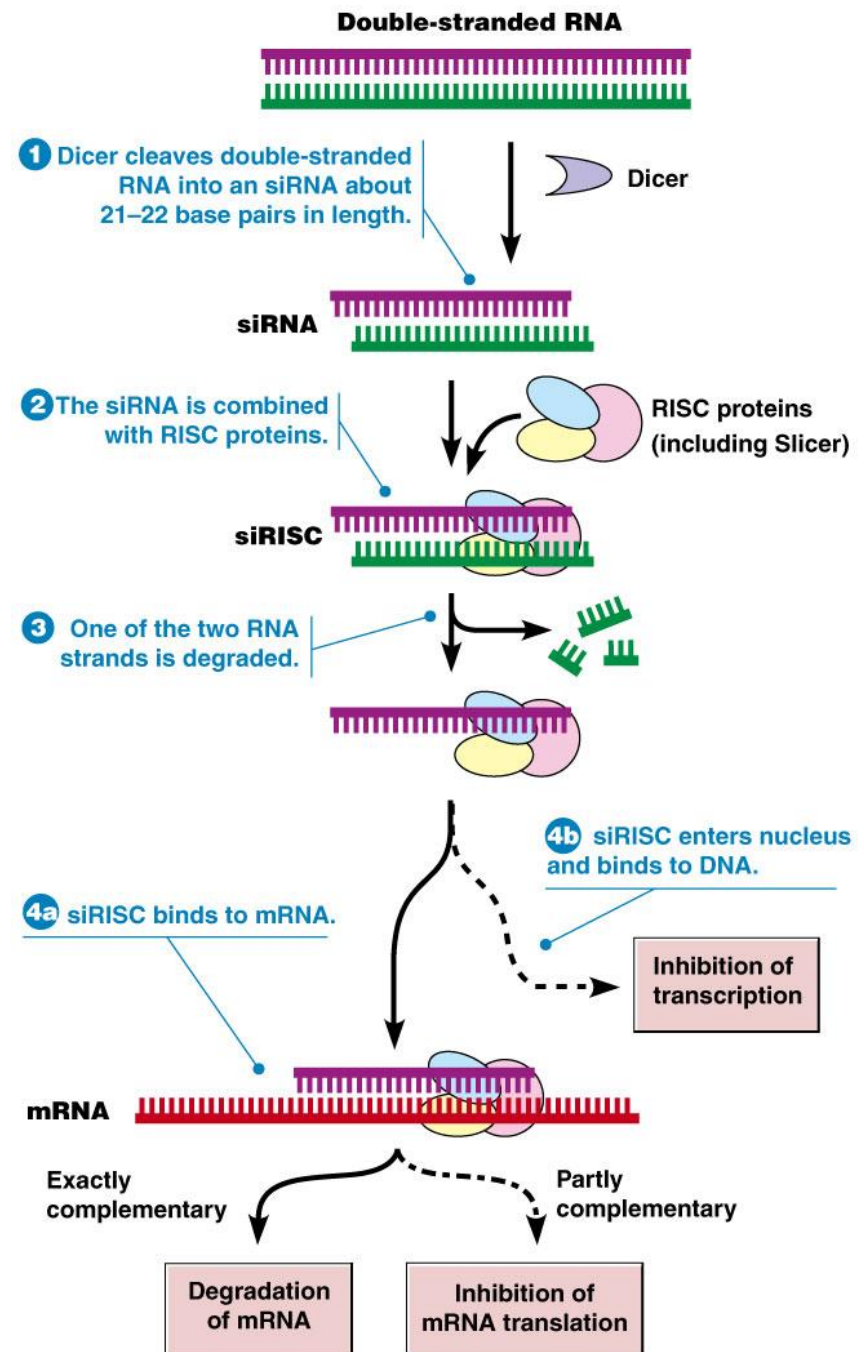 Double-stranded RNA
1 Dicer cleaves double-stranded
RNA into an siRNA about
21–22 base pairs in length.
Dicer
siRNA
2 The siRNA is combined
with RISC proteins.
RISC proteins
(including Slicer)
siRISC
3 One of the two RNA
strands is degraded.
4b siRISC enters nucleus
and binds to DNA.
4a siRISC binds to mRNA.
Inhibition of
transcription
mRNA
Exactly
complementary
Partly
complementary
Degradation
of mRNA
Inhibition of
mRNA translation